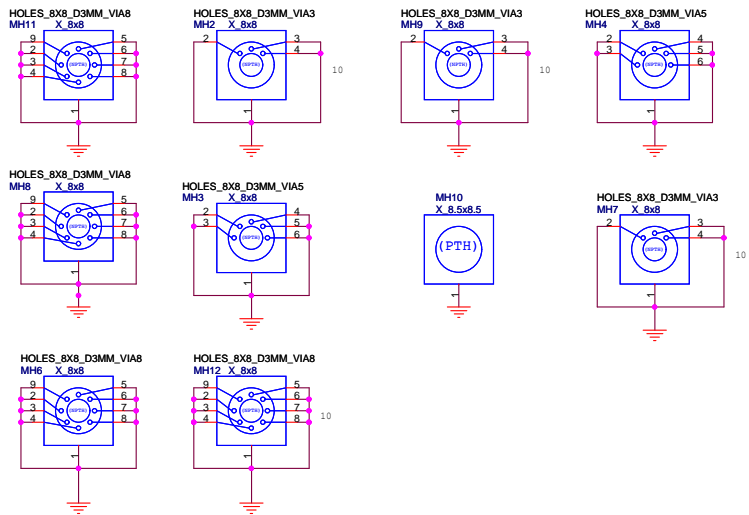 HOLES_8X8_D3MM_VIA8
MH11 X_8x8
9 5
2 6
3 7
4 8
(NPTH)
1
HOLES_8X8_D3MM_VIA3
MH2 X_8x8
2 3
4
(NPTH)
1
10
HOLES_8X8_D3MM_VIA3
MH9 X_8x8
2 3
4
(NPTH)
1
10
HOLES_8X8_D3MM_VIA5
MH4 X_8x8
2 4
3 5
6
(NPTH)
1
HOLES_8X8_D3MM_VIA8
MH8 X_8x8
9 5
2 6
3 7
4 8
(NPTH)
1
HOLES_8X8_D3MM_VIA5
MH3 X_8x8
2 4
3 5
6
(NPTH)
1
MH10
X_8.5x8.5
(PTH)
1
HOLES_8X8_D3MM_VIA3
MH7 X_8x8
2 3
4
(NPTH)
1
10
HOLES_8X8_D3MM_VIA8
MH6 X_8x8
9 5
2 6
3 7
4 8
(NPTH)
1
HOLES_8X8_D3MM_VIA8
MH12 X_8x8
9 5
2 6
3 7
4 8
(NPTH)
1
10